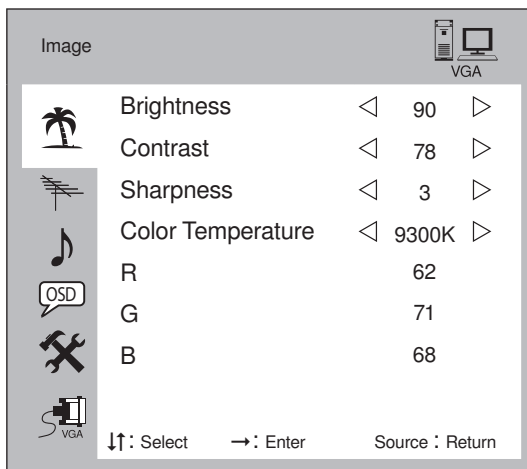 Image
VGA
Brightness 90
Contrast 78
Sharpness 3
Color Temperature 9300K
R 62
G 71
B 68
OSD
VGA
↓↑: Select →: Enter Source : Return